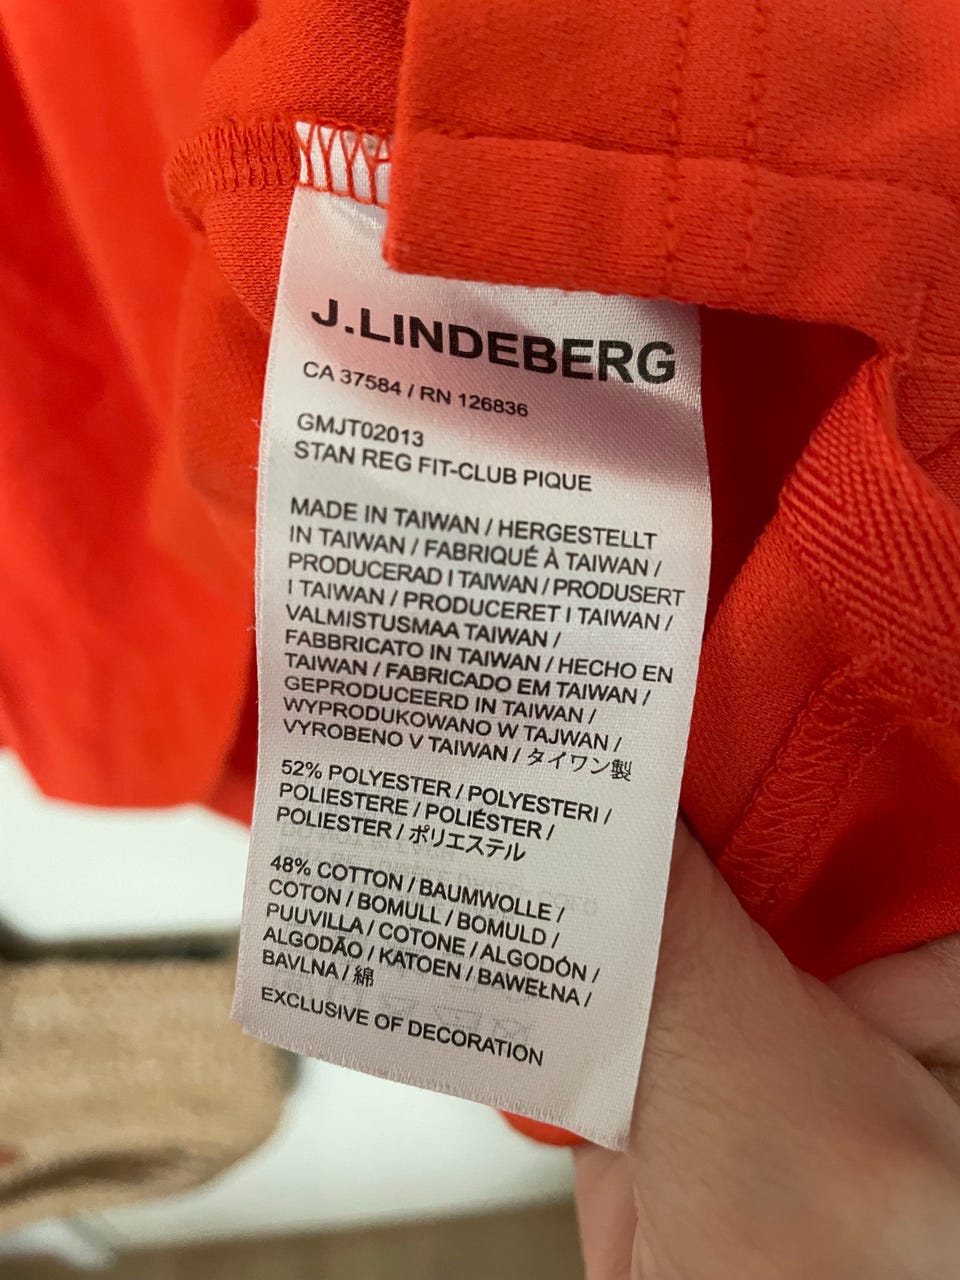 J.LINDEBERG
CA 37584 / RN 126836
GMJT02013
STAN REG FIT-CLUB PIQUE
MADE IN TAIWAN / HERGESTELLT
IN TAIWAN / FABRIQUÉ À TAIWAN /
PRODUCERAD I TAIWAN / PRODUSERT
I TAIWAN / PRODUCERET I TAIWAN /
VALMISTUSMAA TAIWAN /
FABBRICATO IN TAIWAN / HECHO EN
TAIWAN / FABRICADO EM TAIWAN /
GEPRODUCEERD IN TAIWAN /
WYPRODUKOWANO W TAJWAN /
VYROBENO V TAIWAN / タイワン製
52% POLYESTER / POLYESTERI /
POLIESTERE / POLIÉSTER /
POLIESTER / ポリエステル
48% COTTON / BAUMWOLLE /
COTON / BOMULL / BOMULD /
PUUVILLA / COTONE / ALGODÓN /
ALGODÃO / KATOEN / BAWEŁNA /
BAVLNA / 綿
EXCLUSIVE OF DECORATION